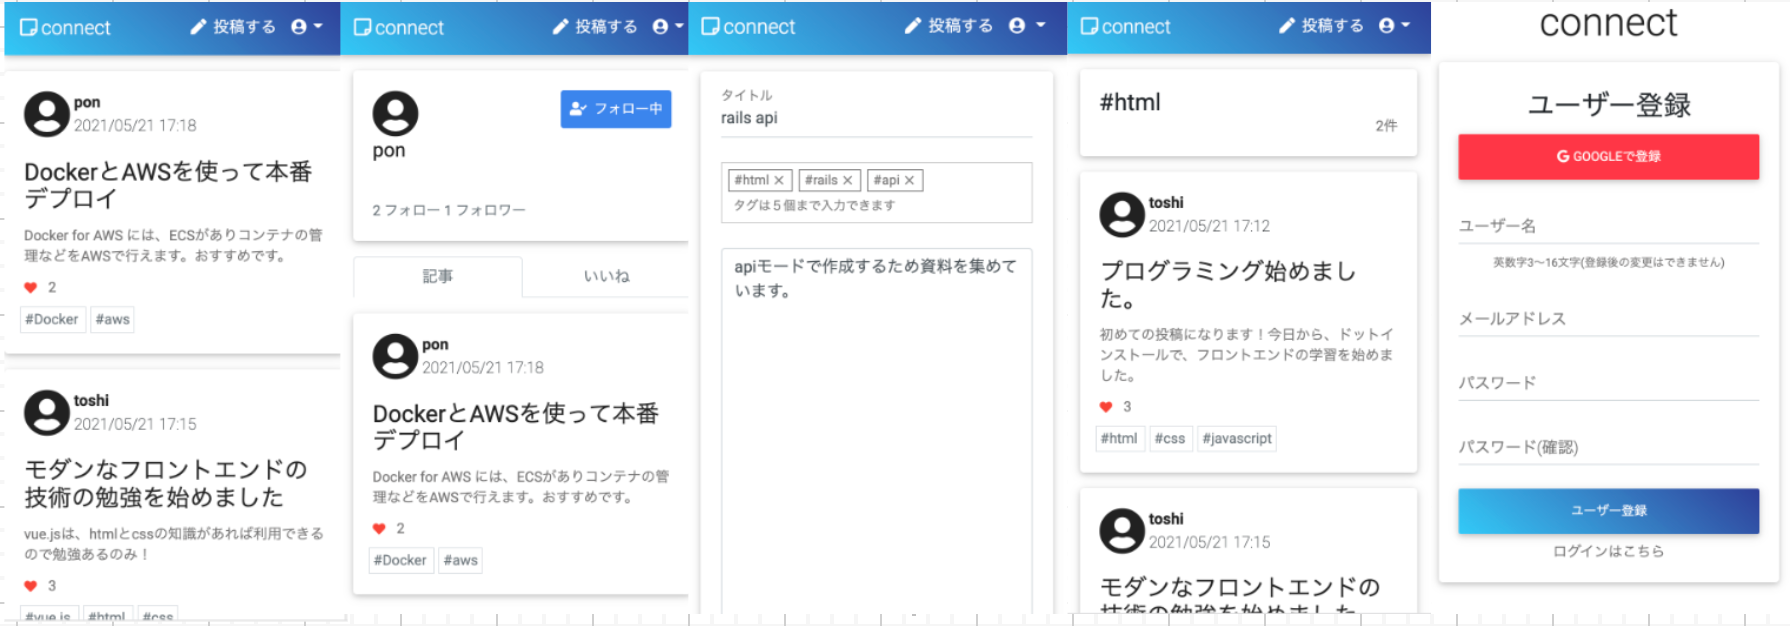 connect
投稿する
pon
2021/05/21 17:18
DockerとAWSを使って本番
デプロイ
Docker for AWS には、ECSがありコンテナの管
理などをAWSで行えます。おすすめです。
2
#Docker #aws
toshi
2021/05/21 17:15
モダンなフロントエンドの
技術の勉強を始めました
vue.jsは、htmlとcssの知識があれば利用できる
ので勉強あるのみ！
3
#vue.js #html #css
connect
投稿する
フォロー中
pon
2 フォロー 1 フォロワー
記事 いいね
pon
2021/05/21 17:18
DockerとAWSを使って本番
デプロイ
Docker for AWS には、ECSがありコンテナの管
理などをAWSで行えます。おすすめです。
2
#Docker #aws
connect
投稿する
タイトル
rails api
#html × #rails × #api ×
タグは５個まで入力できます
apiモードで作成するため資料を集めて
います。
connect
投稿する
#html
2件
toshi
2021/05/21 17:12
プログラミング始めまし
た。
初めての投稿になります！今日から、ドットイ
ンストールで、フロントエンドの学習を始めま
した。
3
#html #css #javascript
toshi
2021/05/21 17:15
モダンなフロントエンドの
技術の勉強を始めました
connect
ユーザー登録
GOOGLEで登録
ユーザー名
英数字3〜16文字(登録後の変更はできません)
メールアドレス
パスワード
パスワード(確認)
ユーザー登録
ログインはこちら